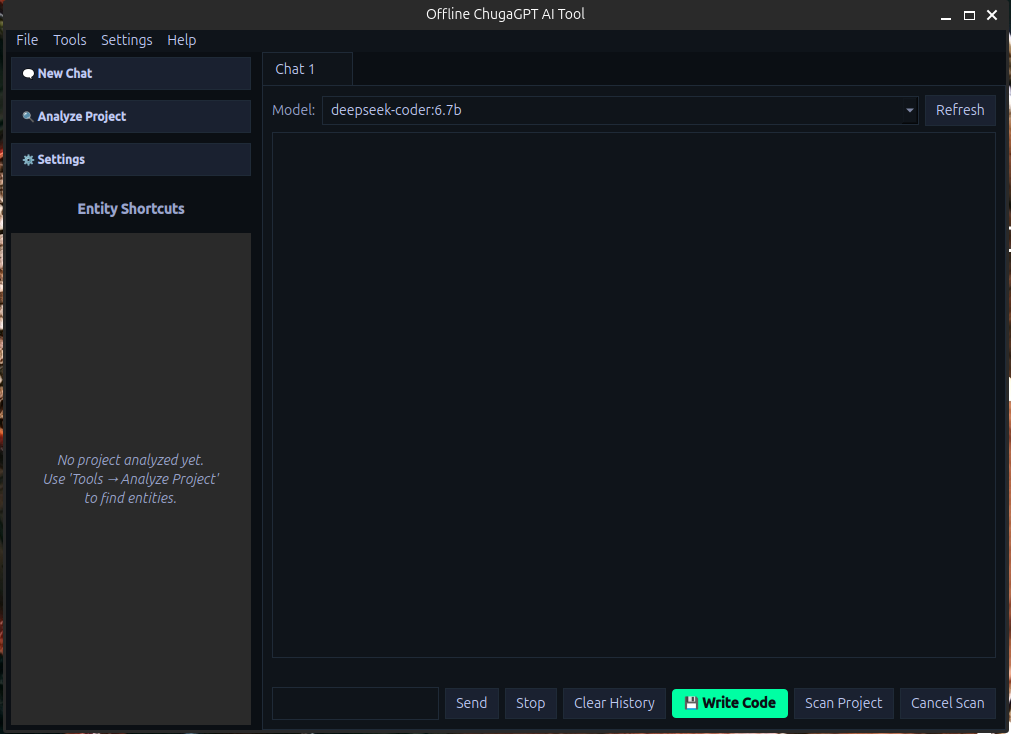 Offline ChugaGPT AI Tool
File Tools Settings Help
💬 New Chat
🔍 Analyze Project
⚙️ Settings
Entity Shortcuts
No project analyzed yet.
Use 'Tools → Analyze Project'
to find entities.
Chat 1
Model: deepseek-coder:6.7b Refresh
Send Stop Clear History 💾 Write Code Scan Project Cancel Scan